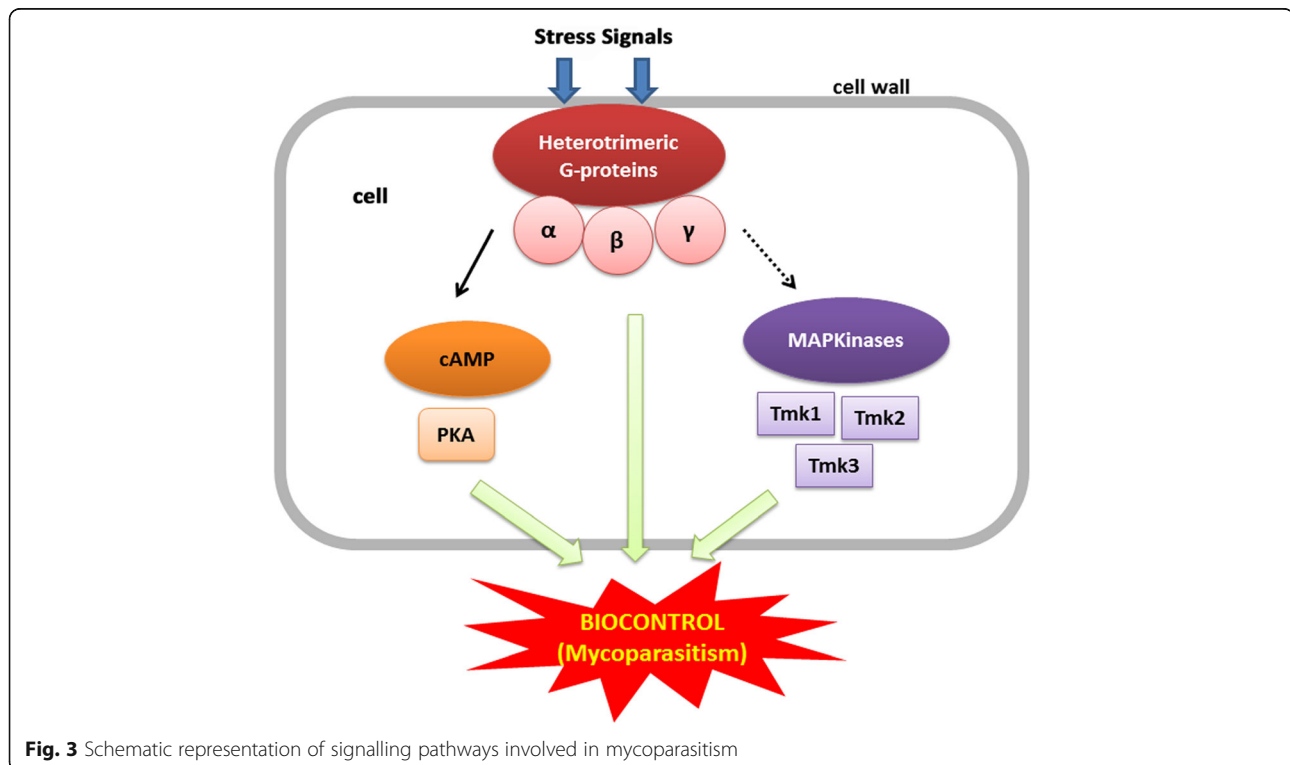 Stress Signals
cell wall
Heterotrimeric
G-proteins
cell
α
β
γ
cAMP
PKA
MAPKinases
Tmk1
Tmk2
Tmk3
BIOCONTROL
(Mycoparasitism)
Fig. 3 Schematic representation of signalling pathways involved in mycoparasitism